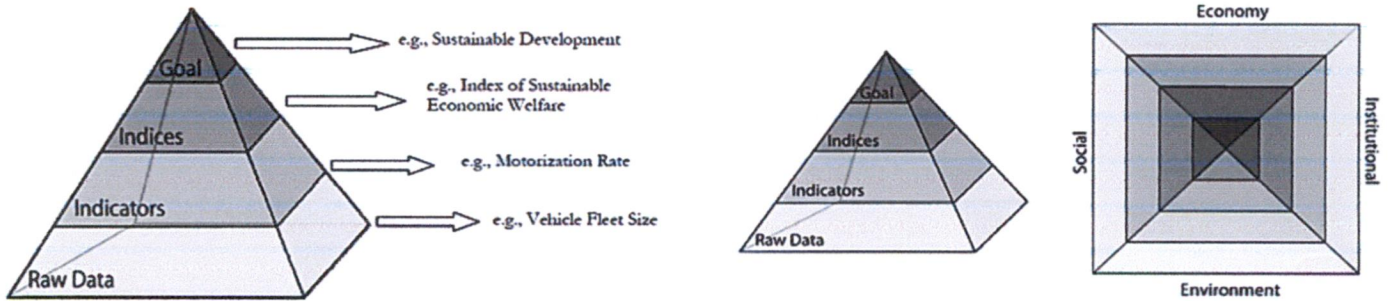 Goal
Indices
Indicators
Raw Data
e.g., Sustainable Development
e.g., Index of Sustainable
Economic Welfare
e.g., Motorization Rate
e.g., Vehicle Fleet Size
Goal
Indices
Indicators
Raw Data
Economy
Social
Institutional
Environment